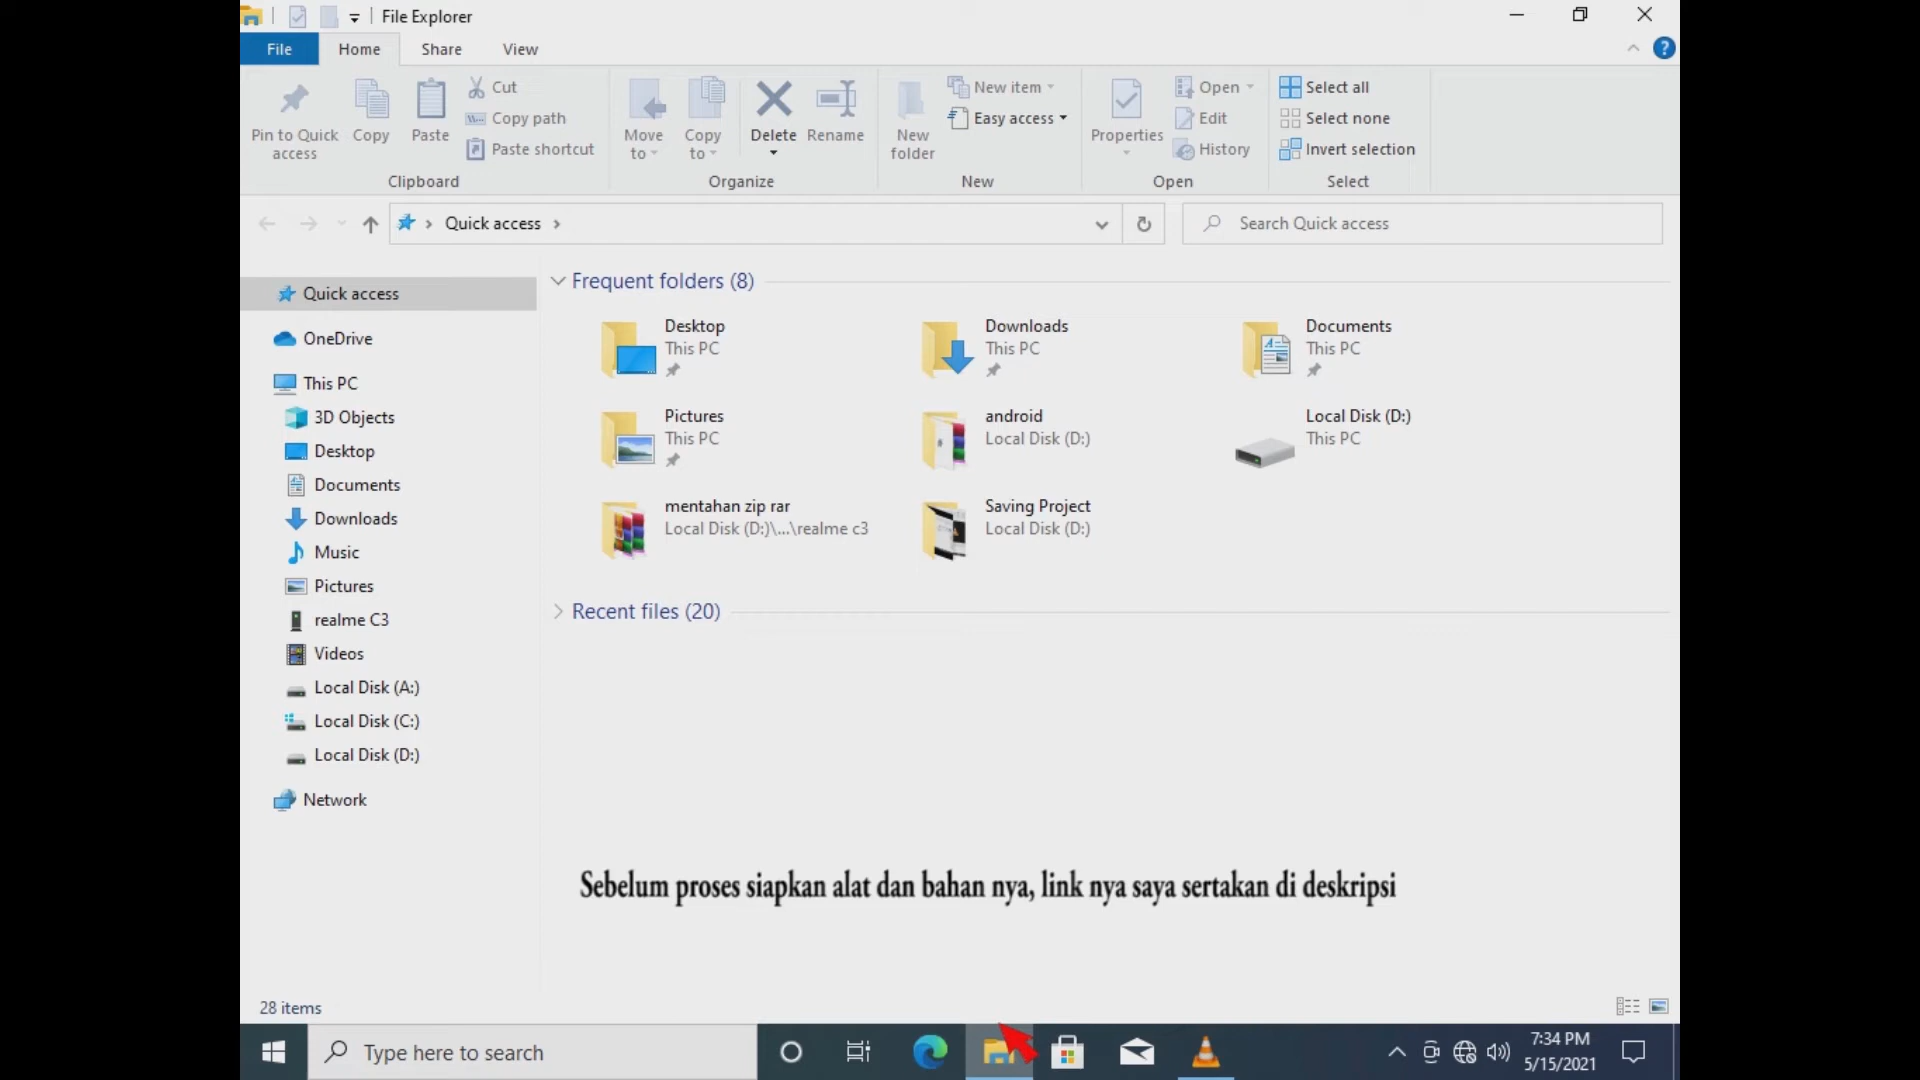 File Explorer
File Home Share View
Pin to Quick access
Copy
Paste
Cut
Copy path
Paste shortcut
Clipboard
Move to
Copy to
Delete
Rename
Organize
New folder
New item
Easy access
New
Properties
Open
Edit
History
Open
Select all
Select none
Invert selection
Select
Quick access
Search Quick access
Quick access
OneDrive
This PC
3D Objects
Desktop
Documents
Downloads
Music
Pictures
realme C3
Videos
Local Disk (A:)
Local Disk (C:)
Local Disk (D:)
Network
Frequent folders (8)
Desktop
This PC
Downloads
This PC
Documents
This PC
Pictures
This PC
android
Local Disk (D:)
Local Disk (D:)
This PC
mentahan zip rar
Local Disk (D:)\...\realme c3
Saving Project
Local Disk (D:)
Recent files (20)
Sebelum proses siapkan alat dan bahan nya, link nya saya sertakan di deskripsi
28 items
Type here to search
7:34 PM
5/15/2021